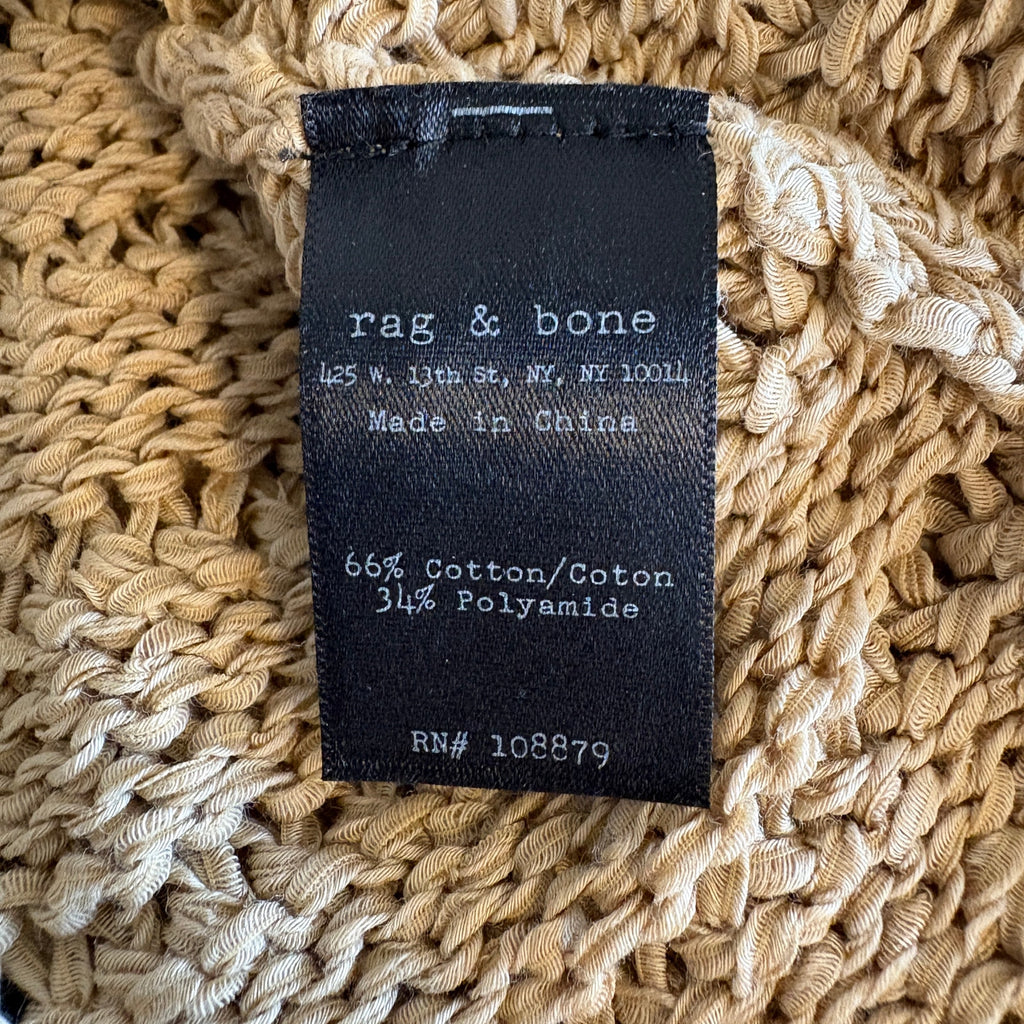 rag & bone
425 W. 13th St, NY, NY 10014
Made in China
66% Cotton/Coton
34% Polyamide
RN# 108879